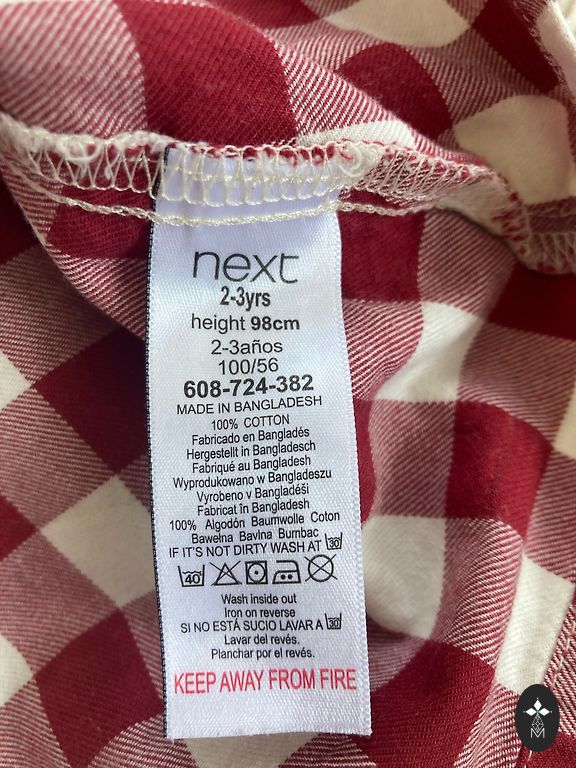 next
2-3yrs
height 98cm
2-3años
100/56
608-724-382
MADE IN BANGLADESH
100% COTTON
Fabricado en Bangladés
Hergestellt in Bangladesch
Fabriqué au Bangladesh
Wyprodukowano w Bangladeszu
Vyrobeno v Bangladéši
Fabricat în Bangladesh
100% Algodón Baumwolle Coton
Bawełna Bavlna Bumbac
IF IT'S NOT DIRTY WASH AT 30
40
Wash inside out
Iron on reverse
SI NO ESTÁ SUCIO LAVAR A 30
Lavar del revés.
Planchar por el revés.
KEEP AWAY FROM FIRE
M